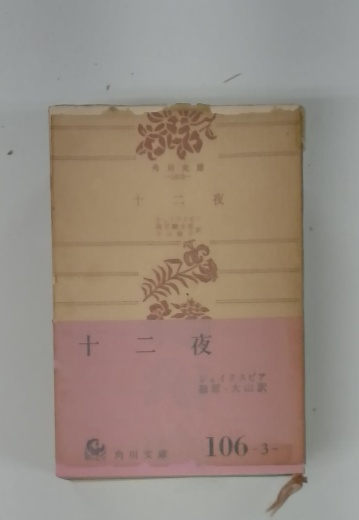 角川文庫
十二夜
十二夜
シェイクスピア
大山訳
角川文庫
106-3-